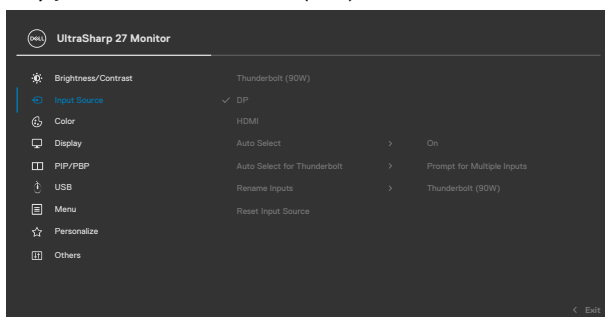 DELL UltraSharp 27 Monitor
Brightness/Contrast Thunderbolt (90W)
Input Source ✓ DP
Color HDMI
Display Auto Select > On
PIP/PBP Auto Select for Thunderbolt > Prompt for Multiple Inputs
USB Rename Inputs > Thunderbolt (90W)
Menu Reset Input Source
Personalize
Others
< Exit